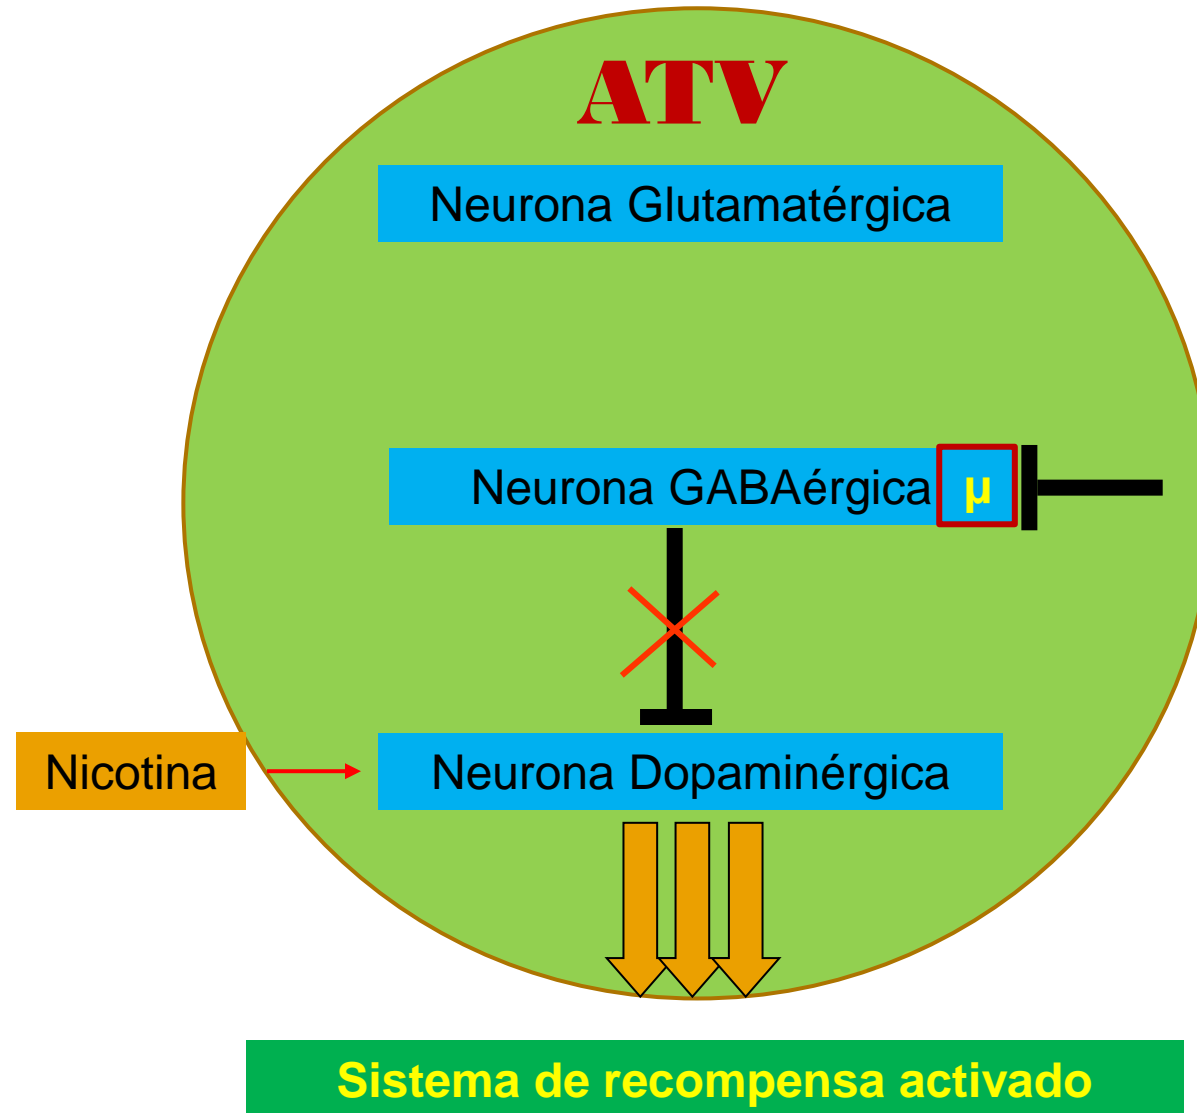 ATV
Neurona Glutamatérgica
Neurona GABAérgica
µ
Nicotina
Neurona Dopaminérgica
Sistema de recompensa activado